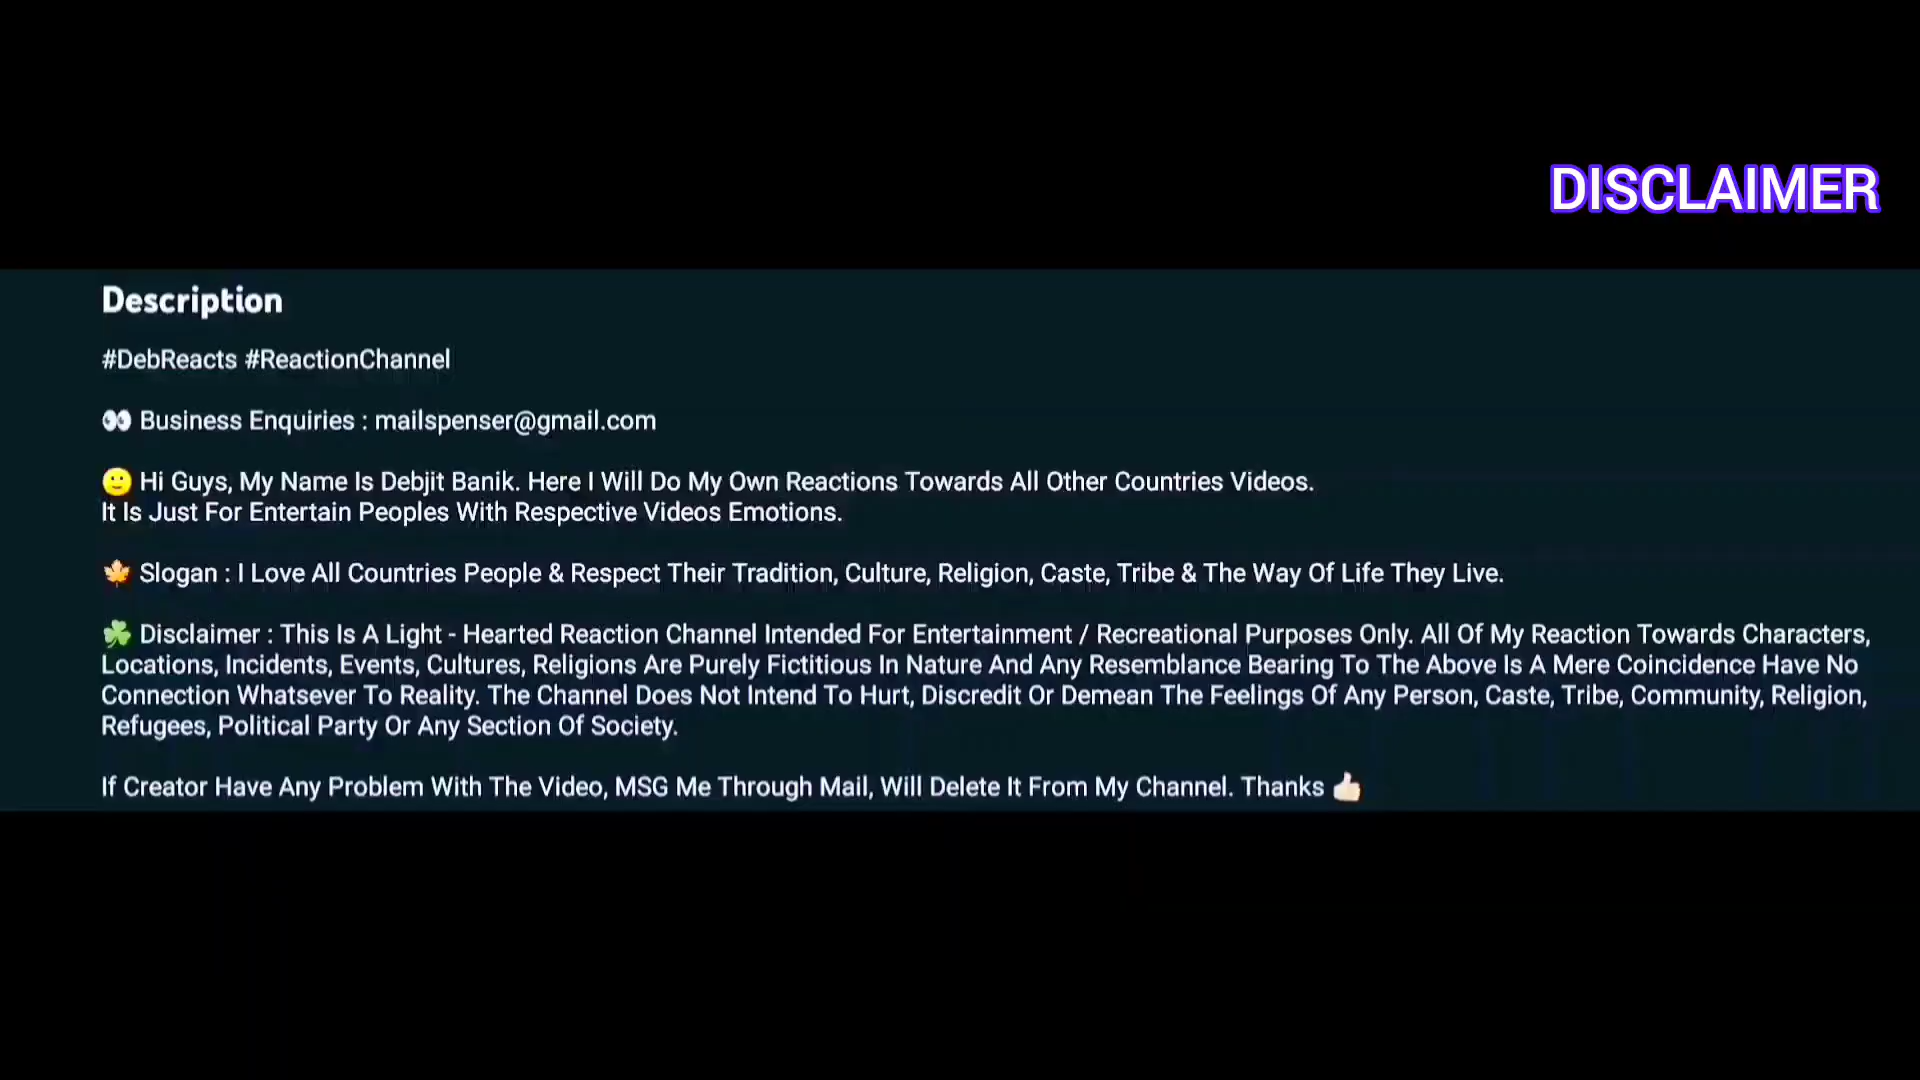 DISCLAIMER
Description
#DebReacts #ReactionChannel
👀 Business Enquiries : mailspenser@gmail.com
🙂 Hi Guys, My Name Is Debjit Banik. Here I Will Do My Own Reactions Towards All Other Countries Videos.
It Is Just For Entertain Peoples With Respective Videos Emotions.
🍁 Slogan : I Love All Countries People & Respect Their Tradition, Culture, Religion, Caste, Tribe & The Way Of Life They Live.
☘️ Disclaimer : This Is A Light - Hearted Reaction Channel Intended For Entertainment / Recreational Purposes Only. All Of My Reaction Towards Characters,
Locations, Incidents, Events, Cultures, Religions Are Purely Fictitious In Nature And Any Resemblance Bearing To The Above Is A Mere Coincidence Have No
Connection Whatsever To Reality. The Channel Does Not Intend To Hurt, Discredit Or Demean The Feelings Of Any Person, Caste, Tribe, Community, Religion,
Refugees, Political Party Or Any Section Of Society.
If Creator Have Any Problem With The Video, MSG Me Through Mail, Will Delete It From My Channel. Thanks 👍🏻